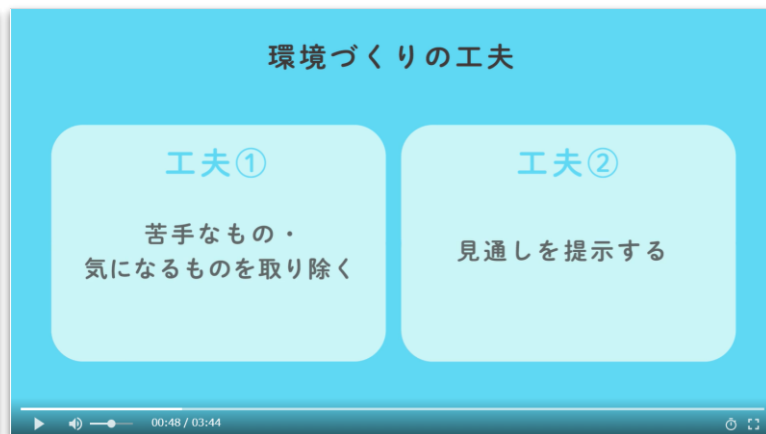 環境づくりの工夫
工夫①
苦手なもの・
気になるものを取り除く
工夫②
見通しを提示する
00:48 / 03:44